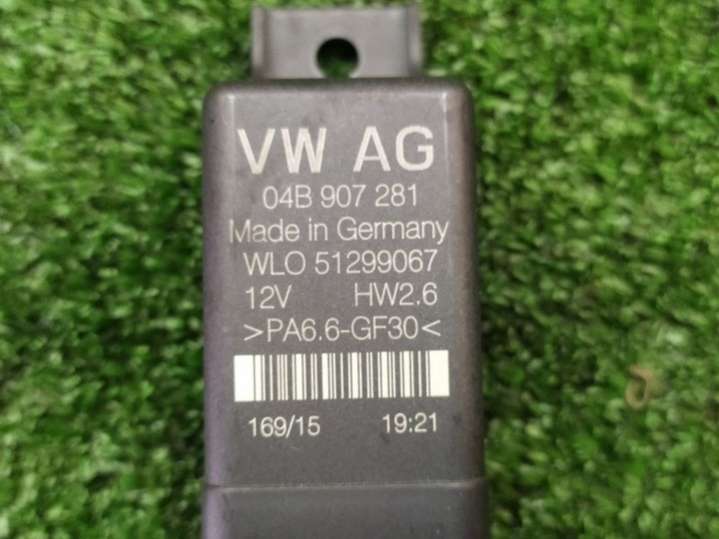 VW AG
04B 907 281
Made in Germany
WLO 51299067
12V HW2.6
>PA6.6-GF30<
169/15 19:21